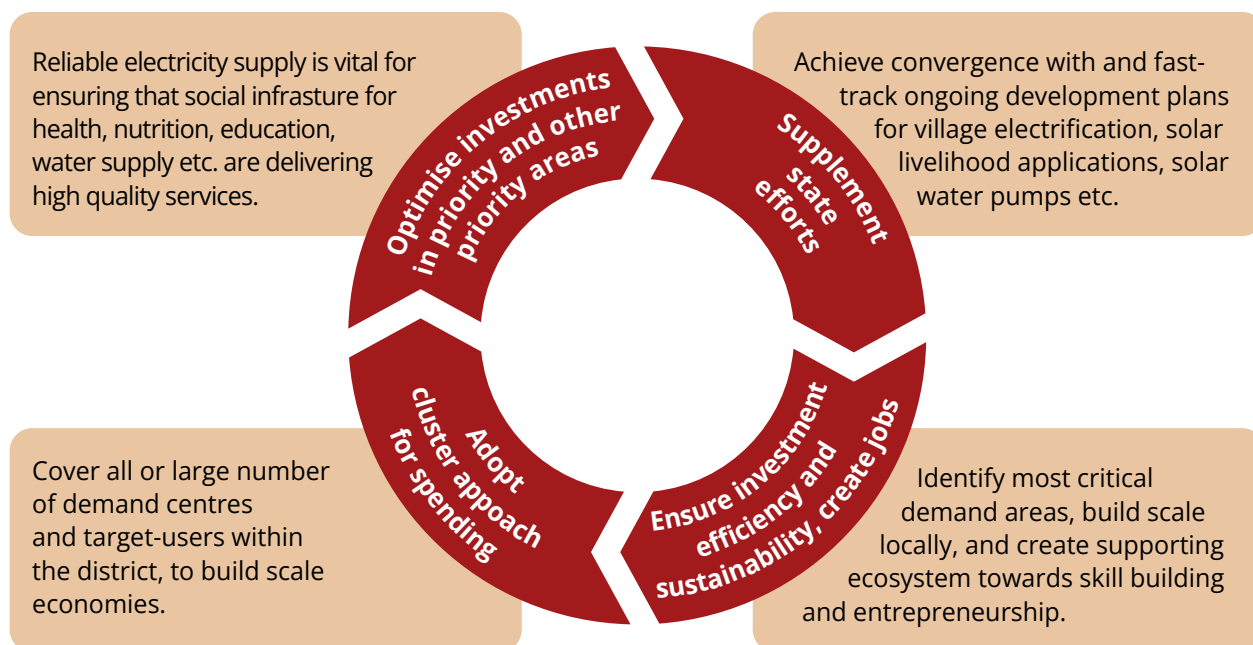 Reliable electricity supply is vital for
ensuring that social infrasture for
health, nutrition, education,
water supply etc. are delivering
high quality services.
Optimise investments
in priority and other
priority areas
Supplement
state
efforts
Achieve convergence with and fast-
track ongoing development plans
for village electrification, solar
livelihood applications, solar
water pumps etc.
Cover all or large number
of demand centres
and target-users within
the district, to build scale
economies.
Adopt
cluster appoach
for spending
Ensure investment
efficiency and
sustainability, create jobs
Identify most critical
demand areas, build scale
locally, and create supporting
ecosystem towards skill building
and entrepreneurship.